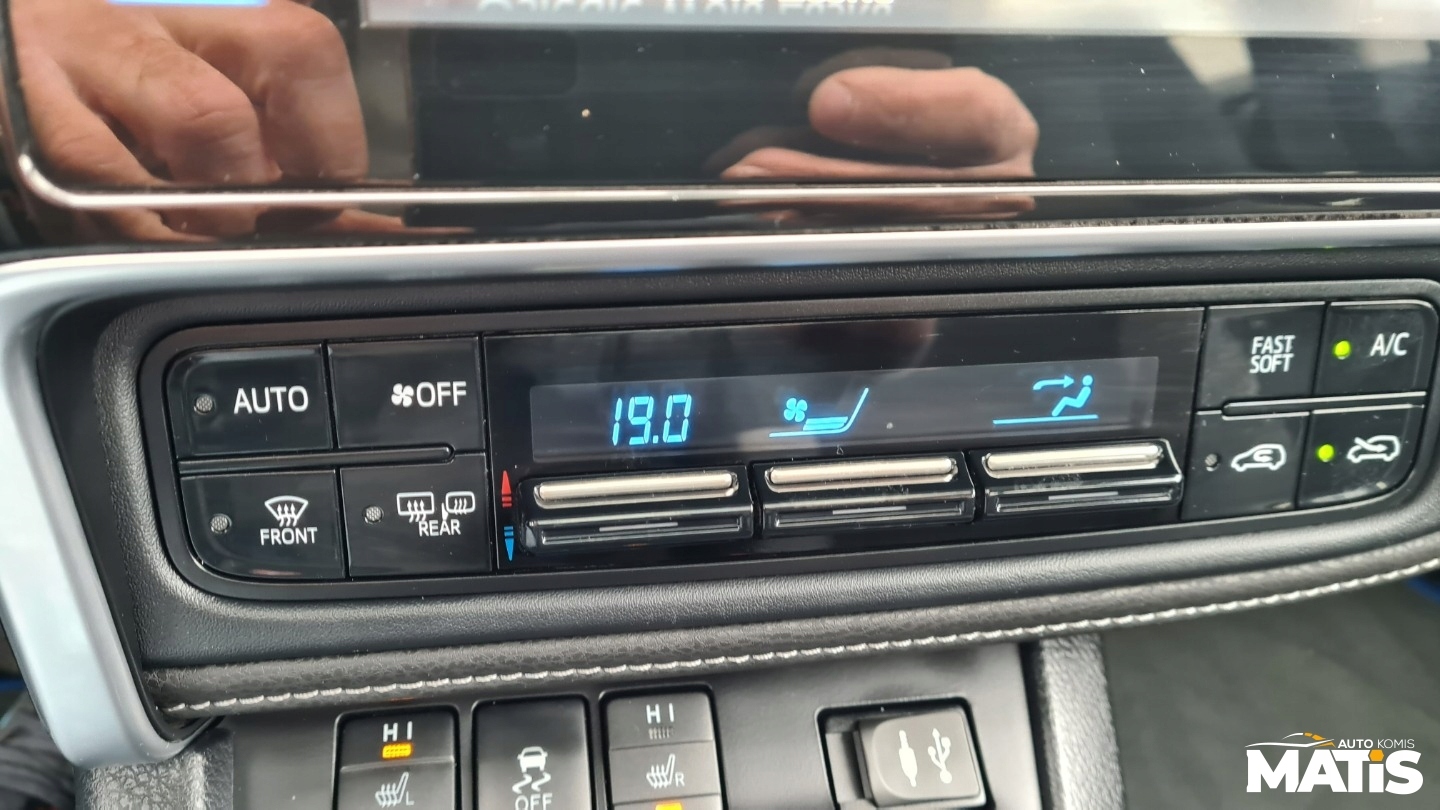 AUTO
OFF
19.0
FAST
SOFT
A/C
FRONT
REAR
HI
L
OFF
HI
R
AUTO KOMIS
MATIS